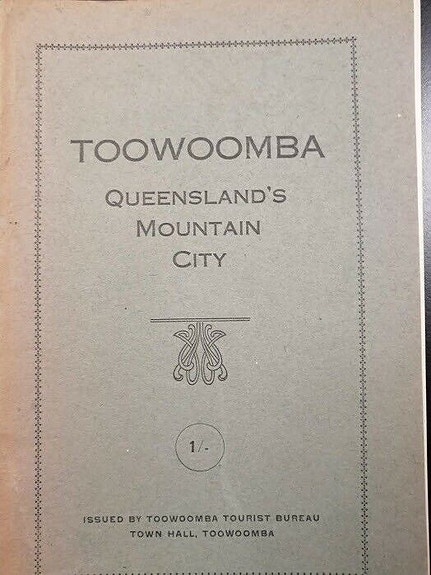 TOOWOOMBA
QUEENSLAND'S
MOUNTAIN
CITY
1/-
ISSUED BY TOOWOOMBA TOURIST BUREAU
TOWN HALL, TOOWOOMBA